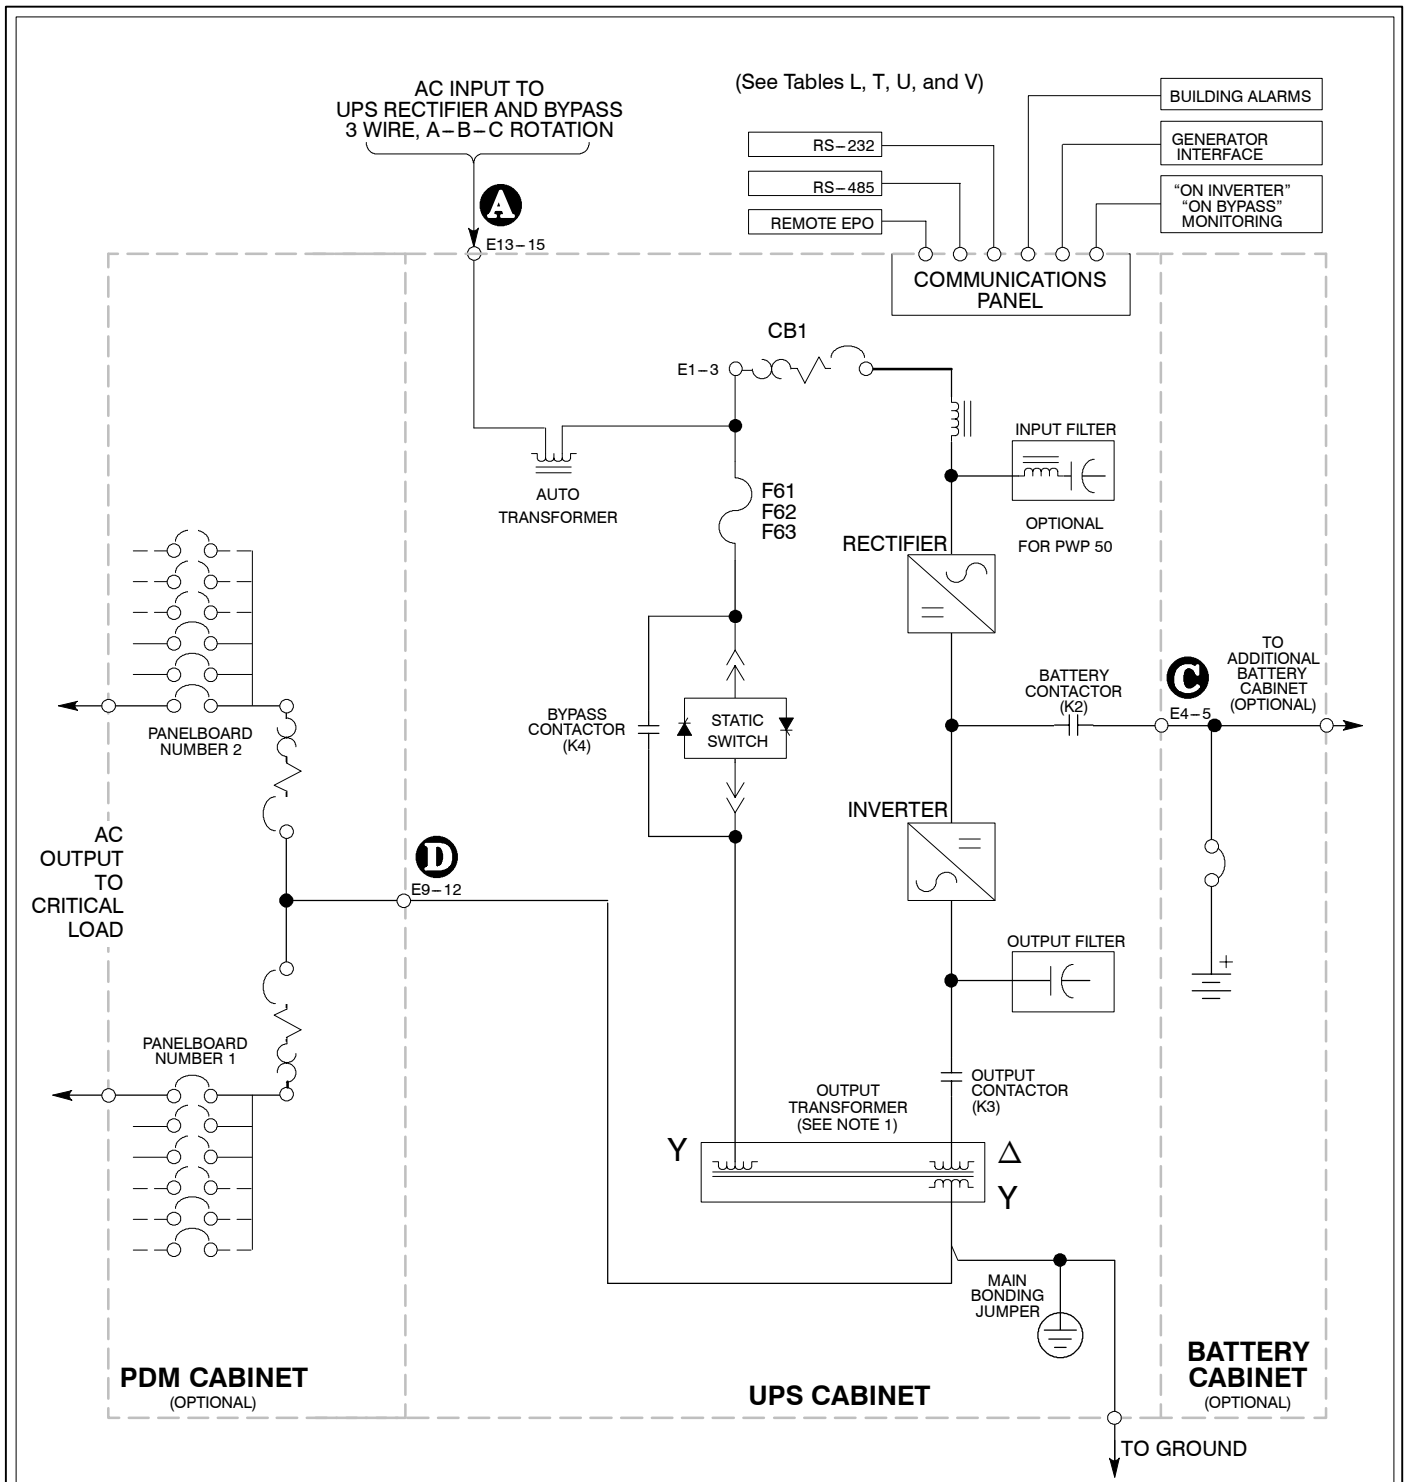 AC INPUT TO
UPS RECTIFIER AND BYPASS
3 WIRE, A-B-C ROTATION
(See Tables L, T, U, and V)
BUILDING ALARMS
RS-232
GENERATOR
INTERFACE
RS-485
"ON INVERTER"
"ON BYPASS"
MONITORING
REMOTE EPO
A
E13-15
COMMUNICATIONS
PANEL
CB1
E1-3
INPUT FILTER
AUTO
TRANSFORMER
F61
F62
F63
OPTIONAL
FOR PWP 50
RECTIFIER
TO
ADDITIONAL
BATTERY
CABINET
(OPTIONAL)
C
E4-5
BATTERY
CONTACTOR
(K2)
BYPASS
CONTACTOR
(K4)
STATIC
SWITCH
PANELBOARD
NUMBER 2
INVERTER
AC
OUTPUT
TO
CRITICAL
LOAD
D
E9-12
OUTPUT FILTER
+
PANELBOARD
NUMBER 1
OUTPUT
TRANSFORMER
(SEE NOTE 1)
OUTPUT
CONTACTOR
(K3)
Y
Δ
Y
MAIN
BONDING
JUMPER
PDM CABINET
(OPTIONAL)
UPS CABINET
BATTERY
CABINET
(OPTIONAL)
TO GROUND